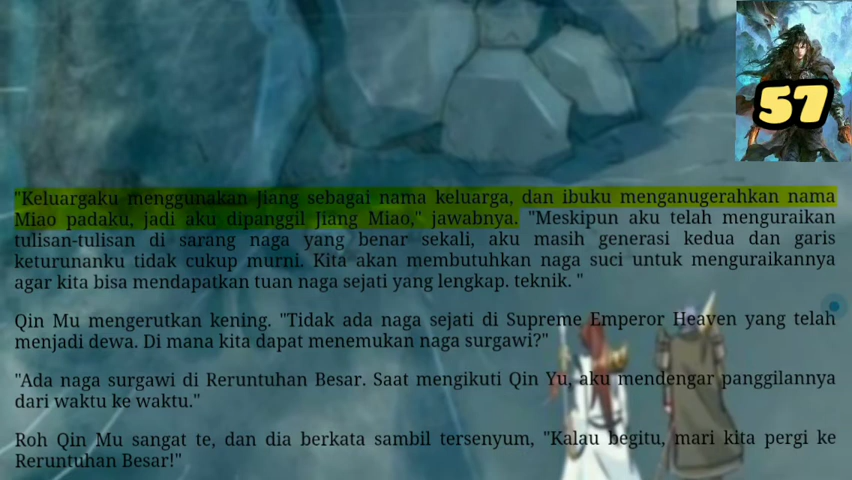 57
"Keluargaku menggunakan Jiang sebagai nama keluarga, dan ibuku menganugerahkan nama
Miao padaku, jadi aku dipanggil Jiang Miao," jawabnya. "Meskipun aku telah menguraikan
tulisan-tulisan di sarang naga yang benar sekali, aku masih generasi kedua dan garis
keturunanku tidak cukup murni. Kita akan membutuhkan naga suci untuk menguraikannya
agar kita bisa mendapatkan tuan naga sejati yang lengkap. teknik. "
Qin Mu mengerutkan kening. "Tidak ada naga sejati di Supreme Emperor Heaven yang telah
menjadi dewa. Di mana kita dapat menemukan naga surgawi?"
"Ada naga surgawi di Reruntuhan Besar. Saat mengikuti Qin Yu, aku mendengar panggilannya
dari waktu ke waktu."
Roh Qin Mu sangat te, dan dia berkata sambil tersenyum, "Kalau begitu, mari kita pergi ke
Reruntuhan Besar!"